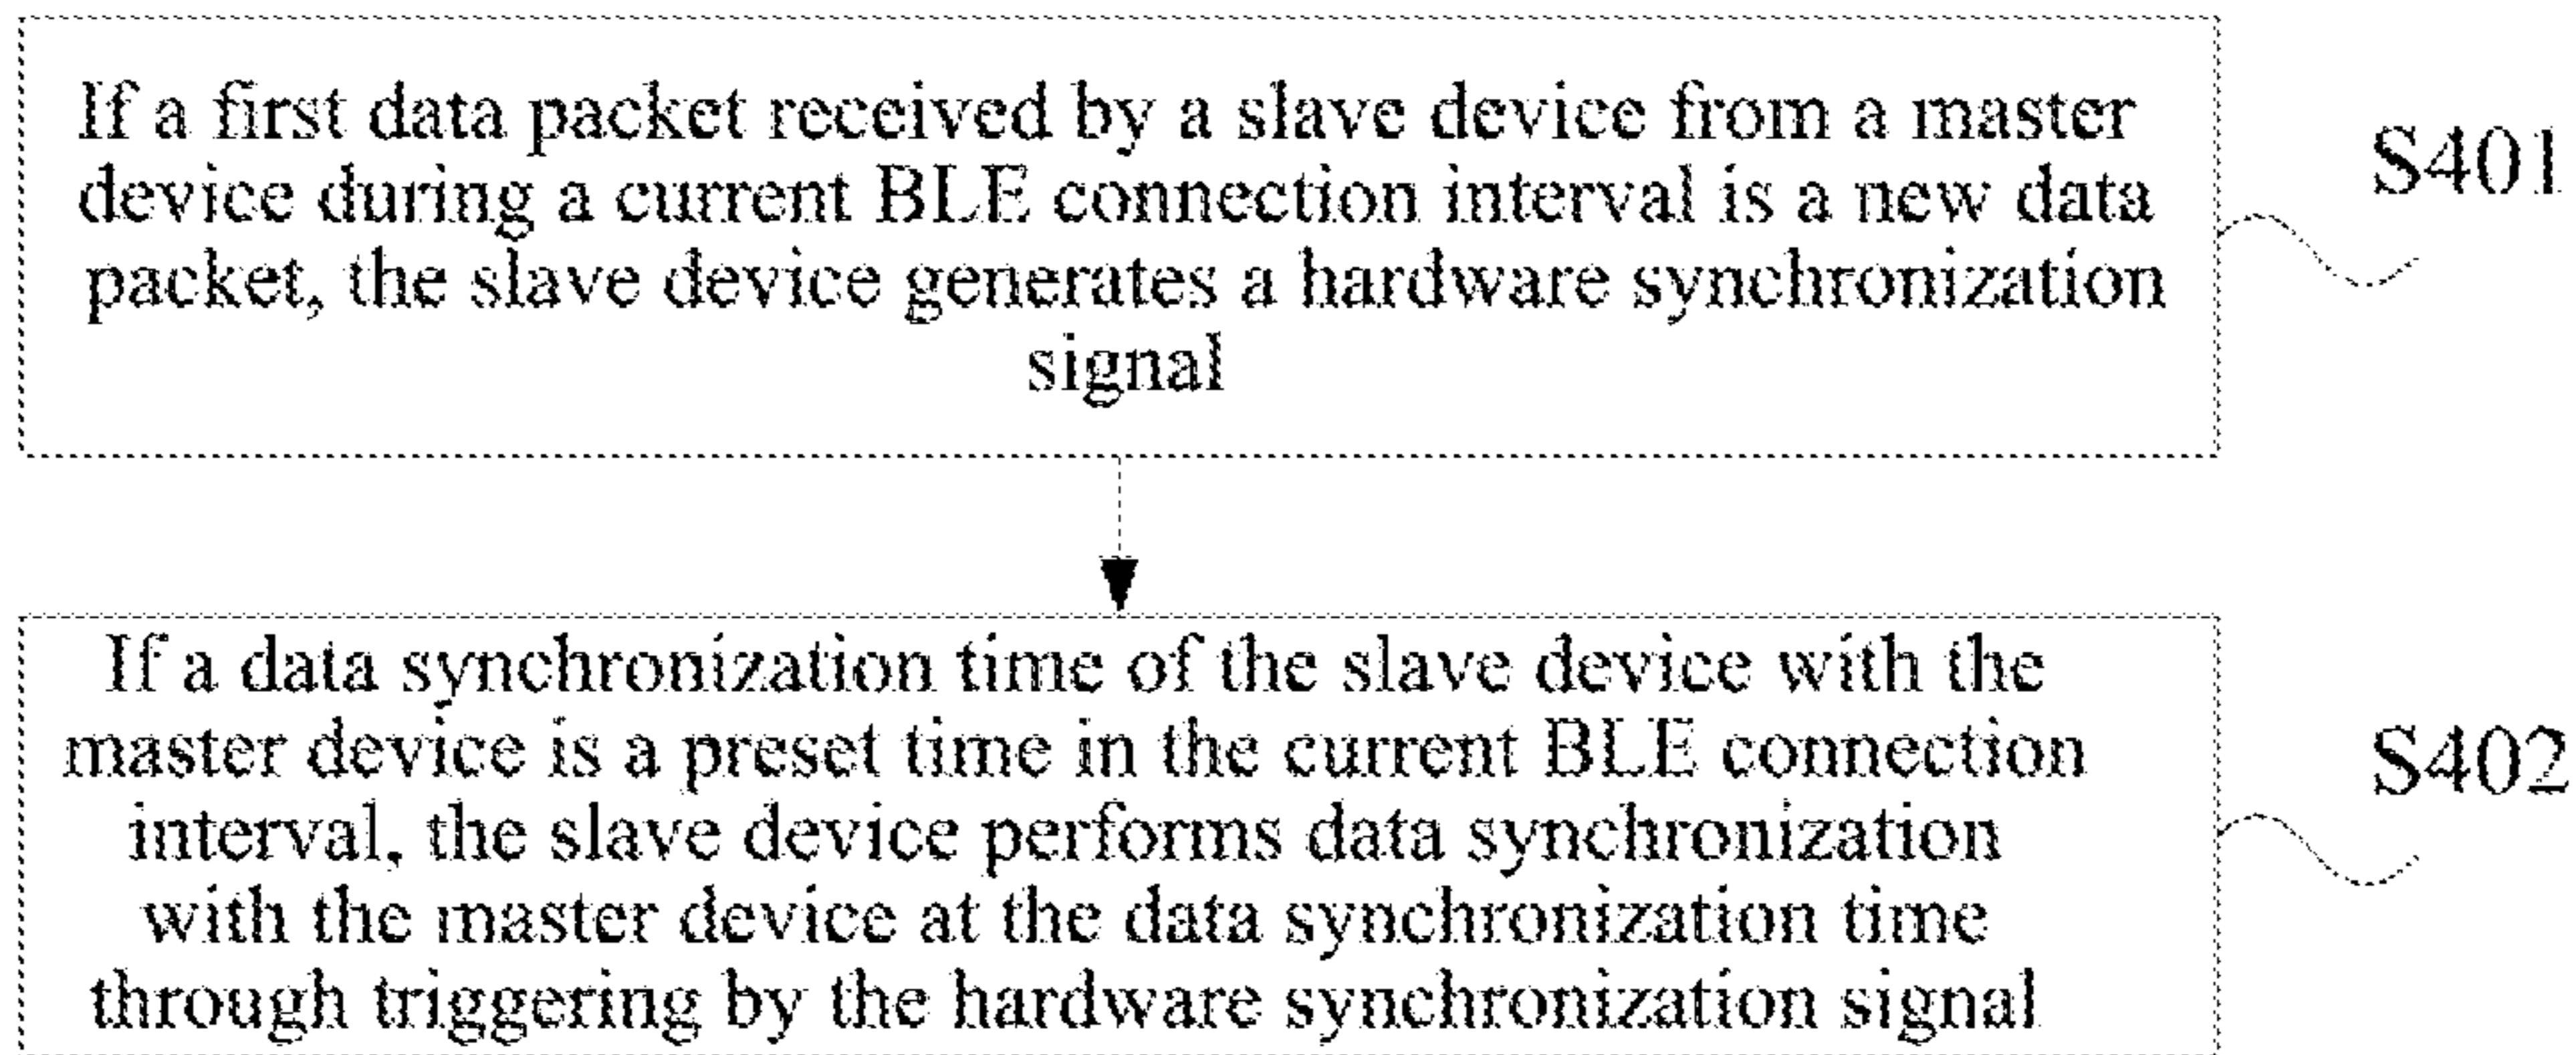 If a first data packet received by a slave device from a master
device during a current BLE connection interval is a new data
packet, the slave device generates a hardware synchronization
signal
S401
If a data synchronization time of the slave device with the
master device is a preset time in the current BLE connection
interval, the slave device performs data synchronization
with the master device at the data synchronization time
through triggering by the hardware synchronization signal
S402